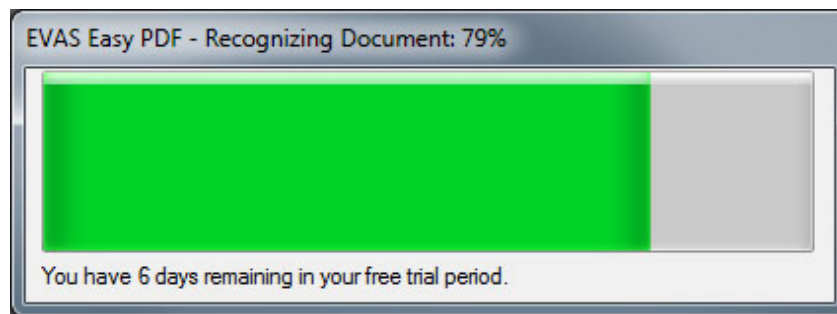 EVAS Easy PDF - Recognizing Document: 79%
You have 6 days remaining in your free trial period.